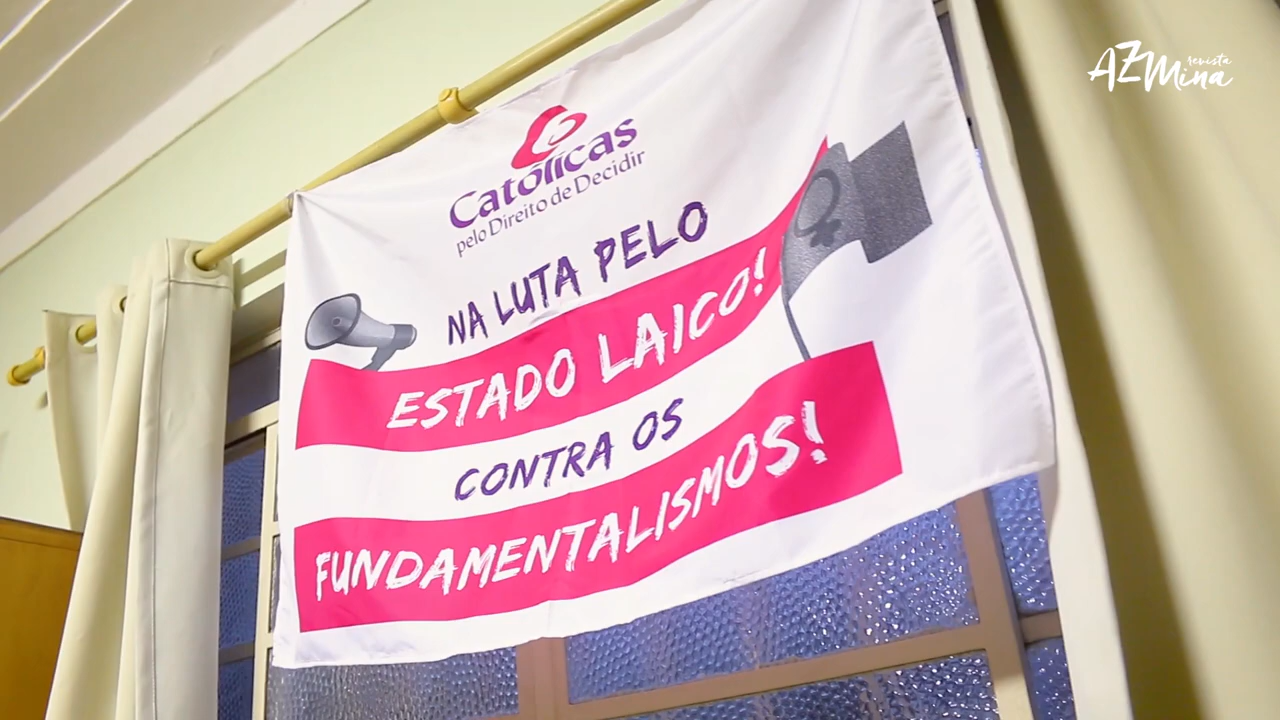 revista
AZMina
Católicas
pelo Direito de Decidir
NA LUTA PELO
ESTADO LAICO!
CONTRA OS
FUNDAMENTALISMOS!